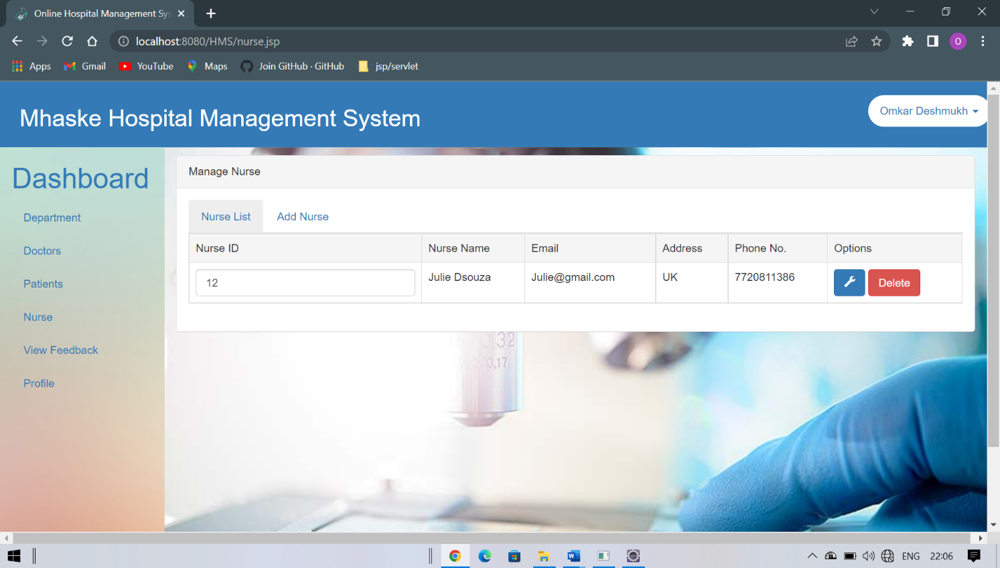 Online Hospital Management Sys
localhost:8080/HMS/nurse.jsp
O
Apps Gmail YouTube Maps Join GitHub · GitHub jsp/servlet
Mhaske Hospital Management System
Omkar Deshmukh
Dashboard
Department
Doctors
Patients
Nurse
View Feedback
Profile
Manage Nurse
Nurse List Add Nurse
Nurse ID Nurse Name Email Address Phone No. Options
12 Julie Dsouza Julie@gmail.com UK 7720811386 Delete
0,32
0,17
ENG 22:06